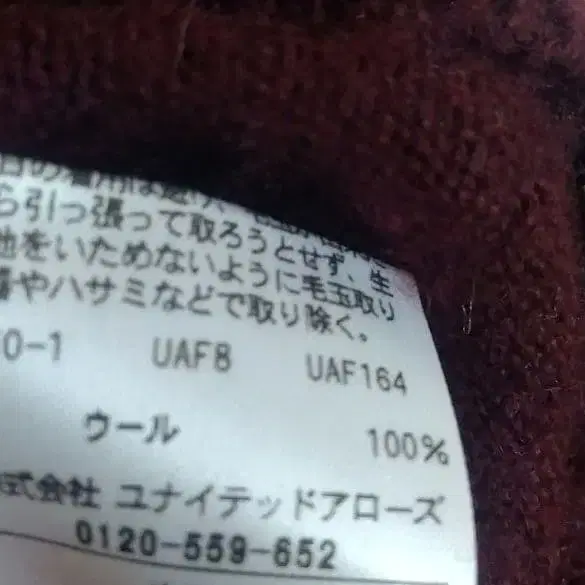 ら引っ張って取ろうとせず、生
地をいためないように毛玉取り
器やハサミなどで取り除く。
0-1 UAF8 UAF164
ウール 100%
式会社 ユナイテッドアローズ
0120-559-652